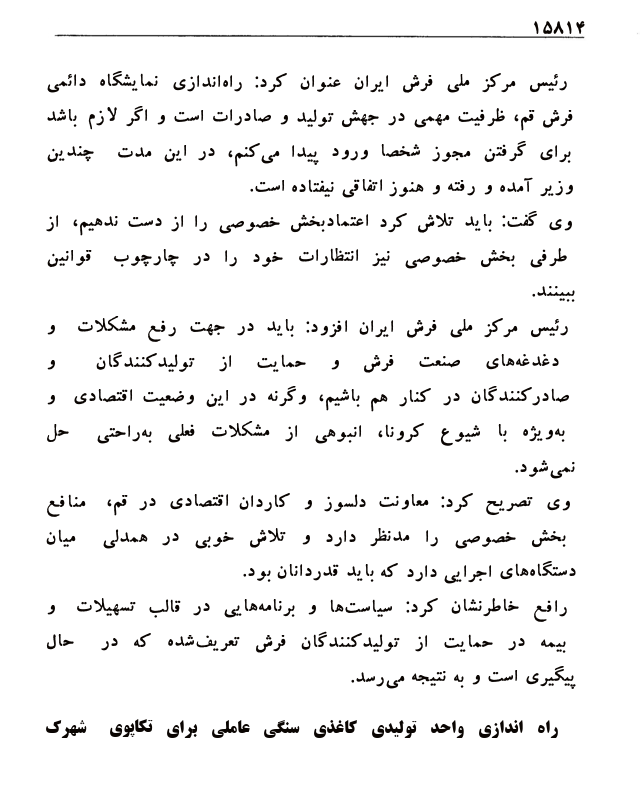 ۱۵۸۱۴
رئیس مرکز ملی فرش ایران عنوان کرد: راه‌اندازی نمایشگاه دائمی
فرش قم، ظرفیت مهمی در جهش تولید و صادرات است و اگر لازم باشد
برای گرفتن مجوز شخصا ورود پیدا می‌کنم، در این مدت چندین
وزیر آمده و رفته و هنوز اتفاقی نیفتاده است.
وی گفت: باید تلاش کرد اعتمادبخش خصوصی را از دست ندهیم، از
طرفی بخش خصوصی نیز انتظارات خود را در چارچوب قوانین
ببینند.
رئیس مرکز ملی فرش ایران افزود: باید در جهت رفع مشکلات و
دغدغه‌های صنعت فرش و حمایت از تولیدکنندگان و
صادرکنندگان در کنار هم باشیم، وگرنه در این وضعیت اقتصادی و
به‌ویژه با شیوع کرونا، انبوهی از مشکلات فعلی به‌راحتی حل
نمی‌شود.
وی تصریح کرد: معاونت دلسوز و کاردان اقتصادی در قم، منافع
بخش خصوصی را مدنظر دارد و تلاش خوبی در همدلی میان
دستگاه‌های اجرایی دارد که باید قدردانان بود.
رافع خاطرنشان کرد: سیاست‌ها و برنامه‌هایی در قالب تسهیلات و
بیمه در حمایت از تولیدکنندگان فرش تعریف‌شده که در حال
پیگیری است و به نتیجه می‌رسد.
راه اندازی واحد تولیدی کاغذی سنگی عاملی برای تکاپوی شهرک